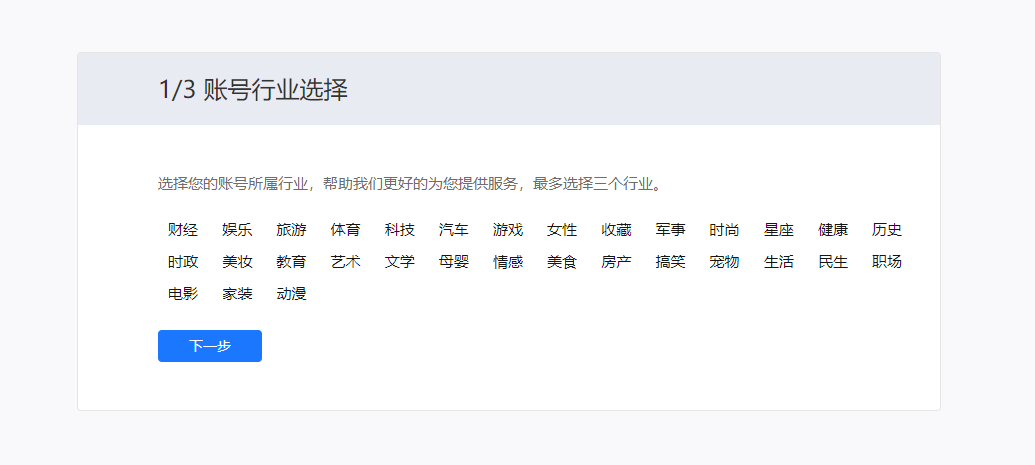 1/3 账号行业选择
选择您的账号所属行业，帮助我们更好的为您提供服务，最多选择三个行业。
财经 娱乐 旅游 体育 科技 汽车 游戏 女性 收藏 军事 时尚 星座 健康 历史
时政 美妆 教育 艺术 文学 母婴 情感 美食 房产 搞笑 宠物 生活 民生 职场
电影 家装 动漫
下一步